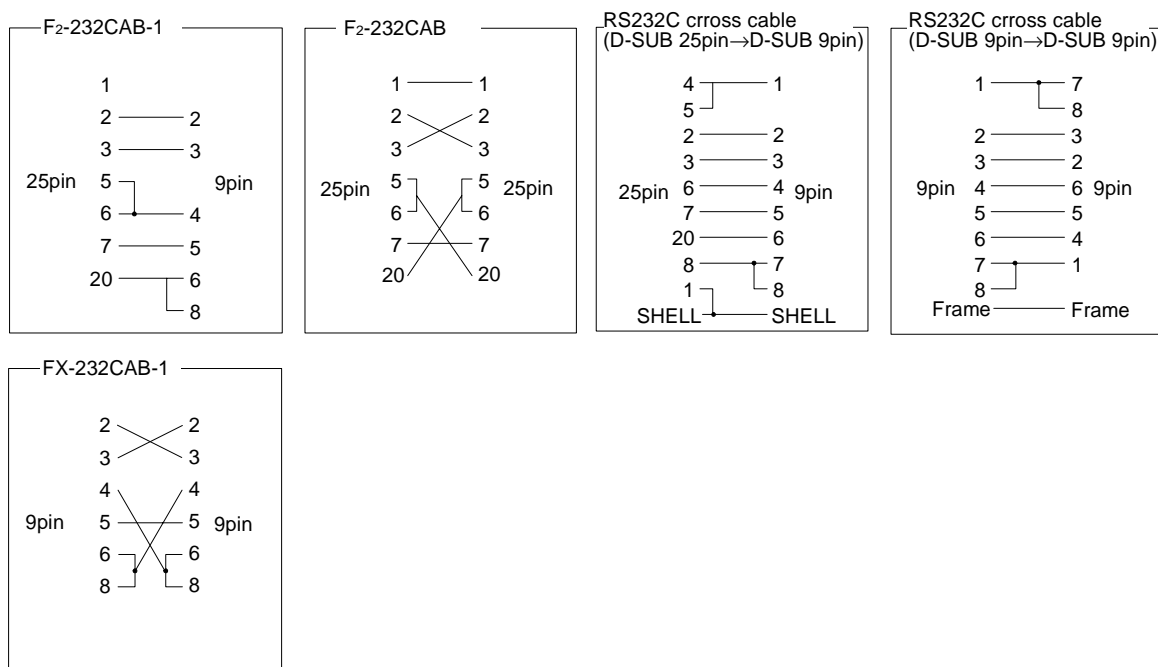 F2-232CAB-1
1
2 2
3 3
25pin 5 9pin
6 4
7 5
20 6
8
F2-232CAB
1 1
2 2
3 3
25pin 5 5 25pin
6 6
7 7
20 20
RS232C crross cable
(D-SUB 25pin→D-SUB 9pin)
4 1
5
2 2
3 3
25pin 6 4 9pin
7 5
20 6
8 7
1 8
SHELL SHELL
RS232C crross cable
(D-SUB 9pin→D-SUB 9pin)
1 7
8
2 3
3 2
9pin 4 6 9pin
5 5
6 4
7 1
8
Frame Frame
FX-232CAB-1
2 2
3 3
4 4
9pin 5 5 9pin
6 6
8 8